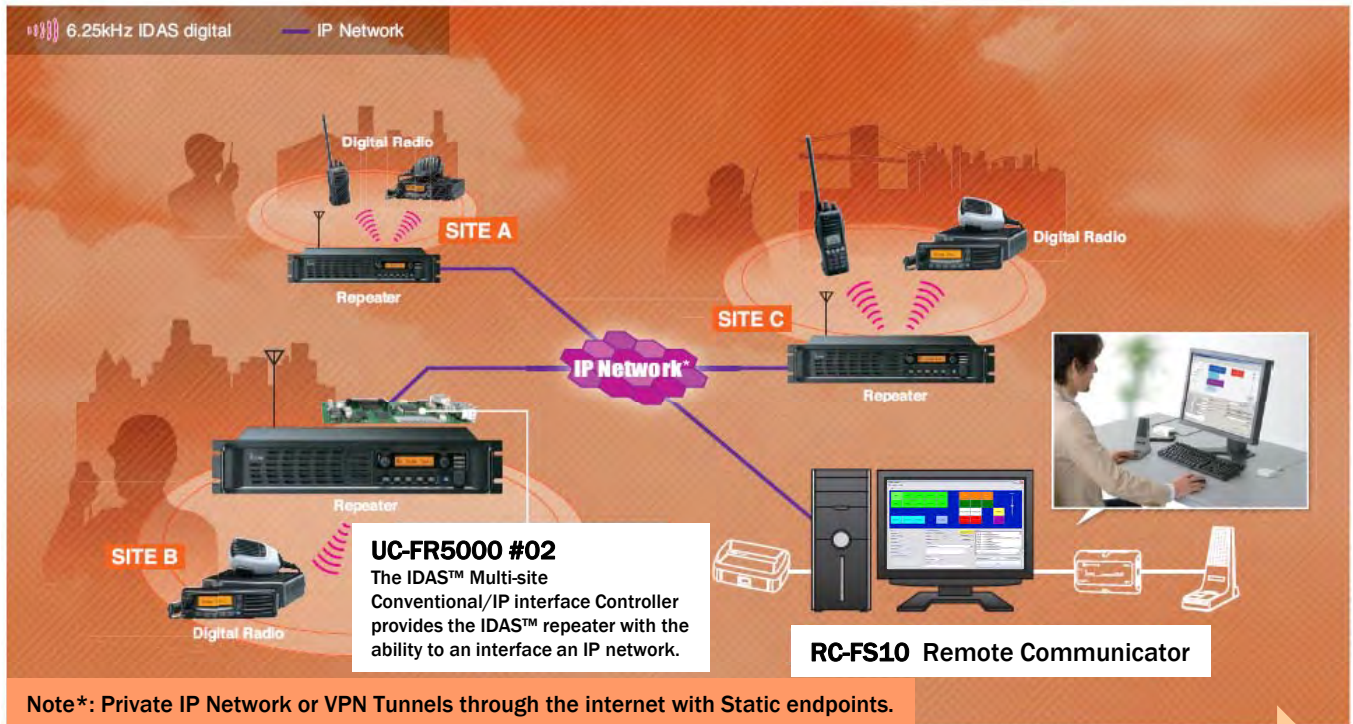 6.25kHz IDAS digital
IP Network
Digital Radio
SITE A
Repeater
Digital Radio
SITE C
Repeater
IP Network*
Repeater
SITE B
Digital Radio
UC-FR5000 #02
The IDAS™ Multi-site
Conventional/IP interface Controller
provides the IDAS™ repeater with the
ability to an interface an IP network.
RC-FS10 Remote Communicator
Note*: Private IP Network or VPN Tunnels through the internet with Static endpoints.